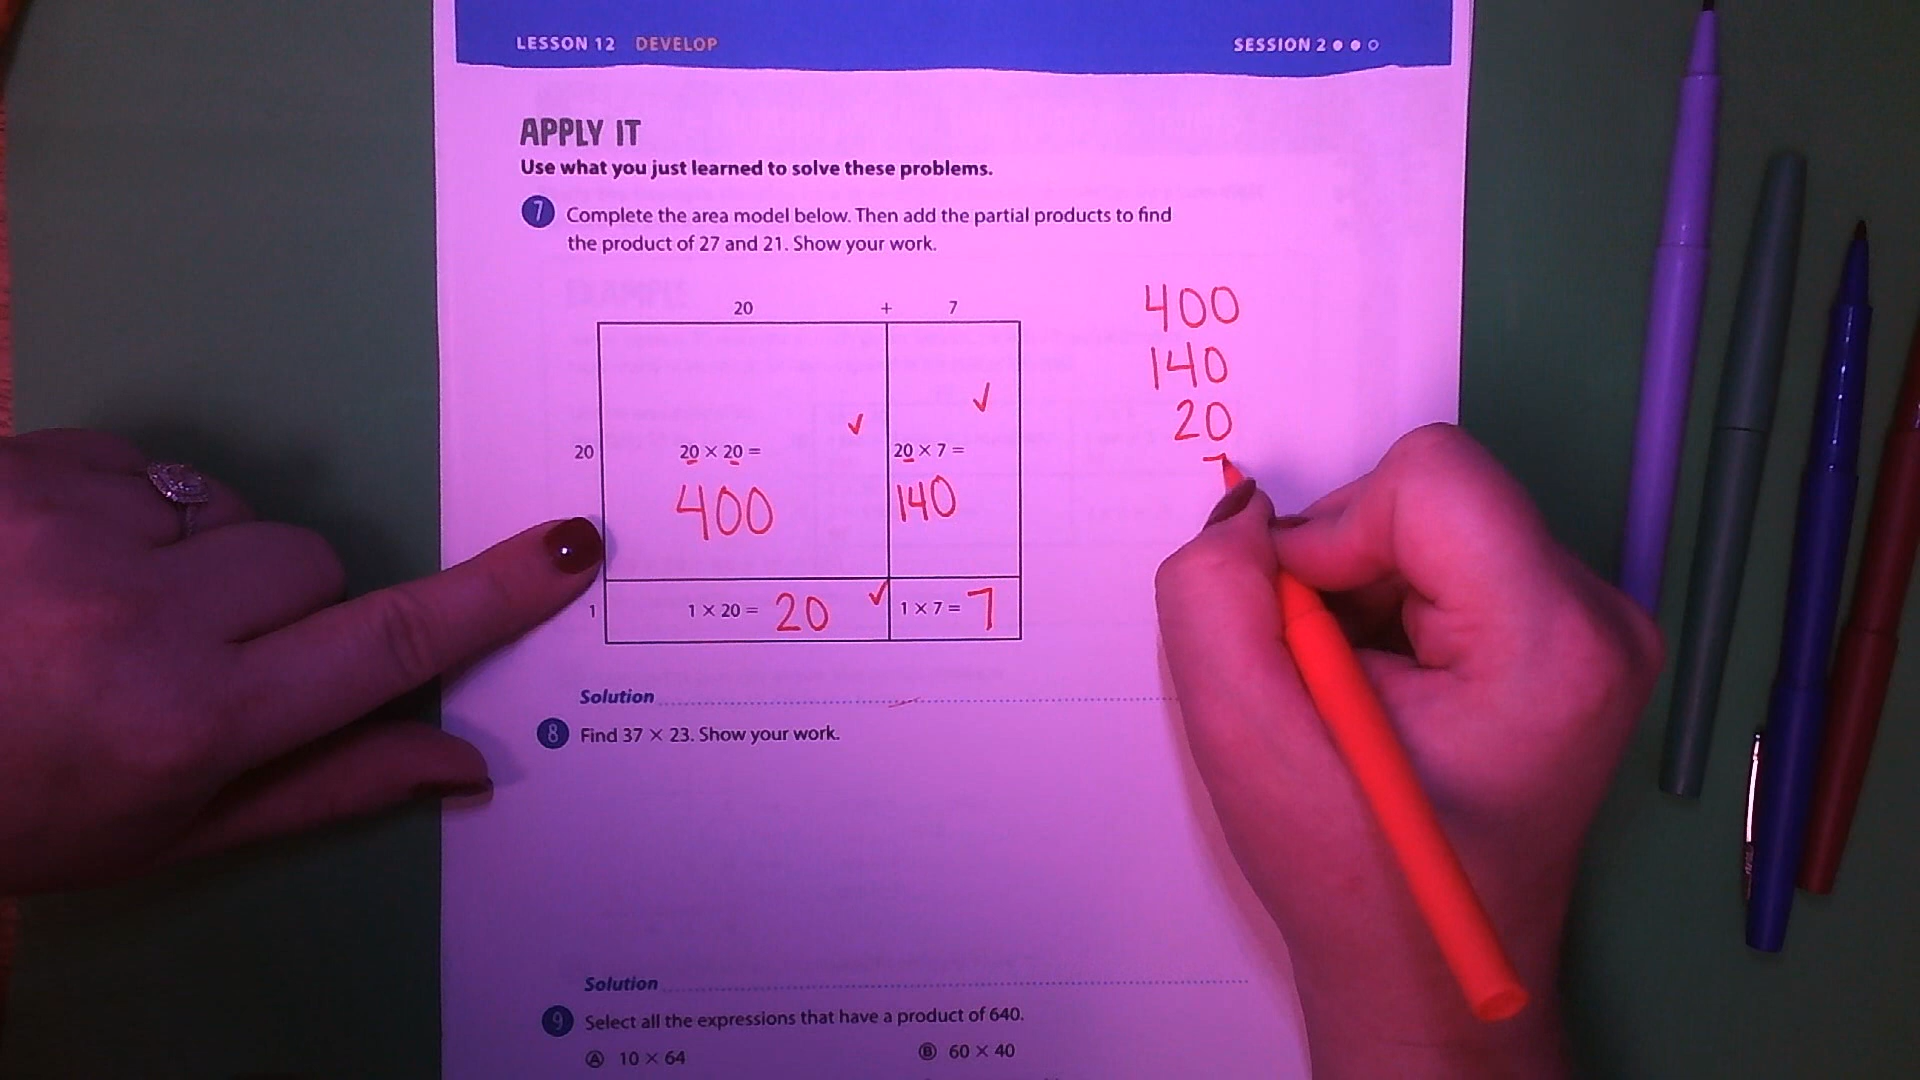 LESSON 12 DEVELOP
SESSION 2
APPLY IT
Use what you just learned to solve these problems.
7 Complete the area model below. Then add the partial products to find
the product of 27 and 21. Show your work.
20 + 7
20
20 × 20 =
400
20 × 7 =
140
1
1 × 20 = 20
1 × 7 = 7
400
140
20
7
Solution
8 Find 37 × 23. Show your work.
Solution
9 Select all the expressions that have a product of 640.
A 10 × 64
B 60 × 40